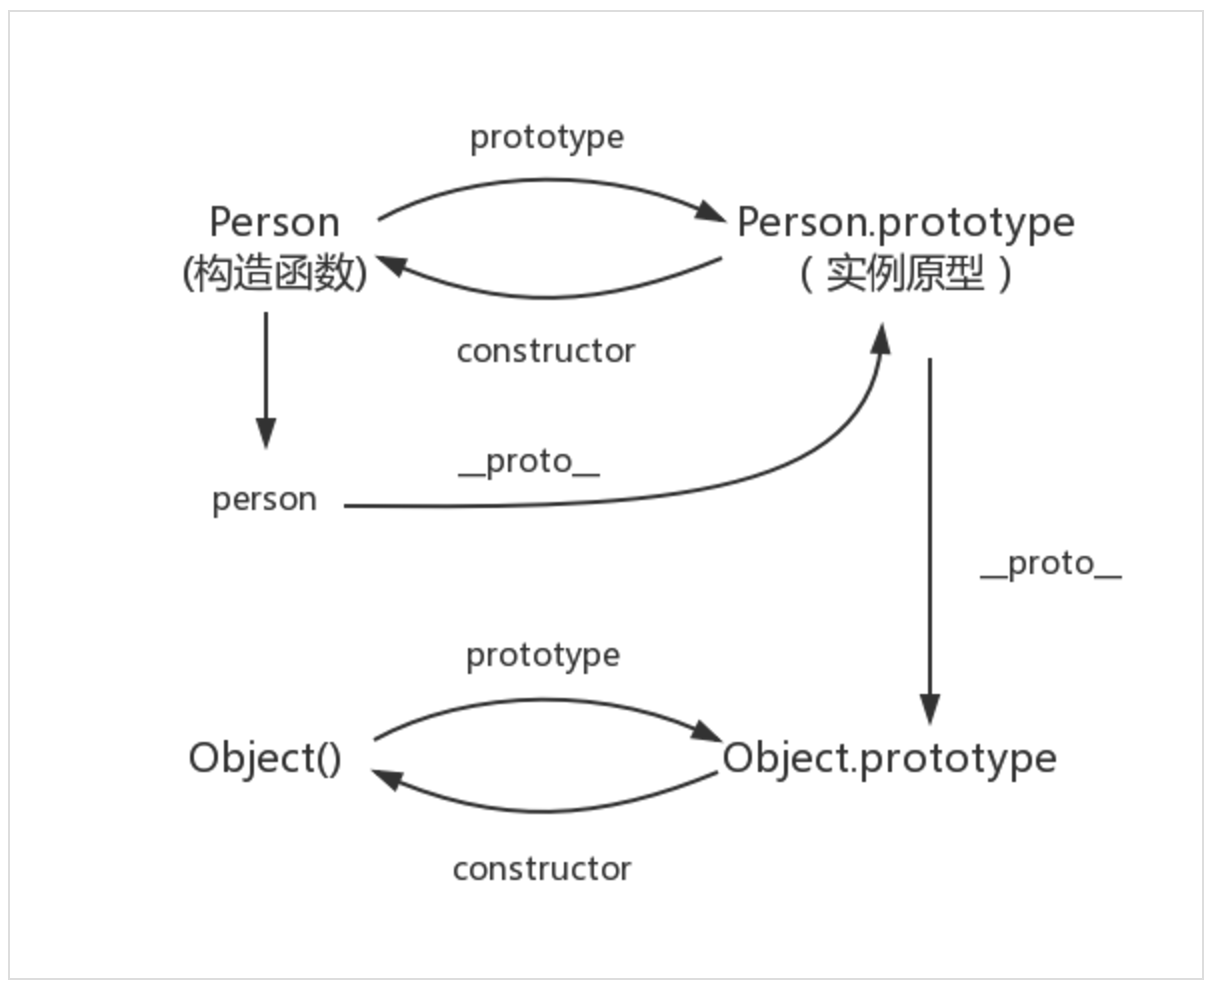 prototype
Person
(构造函数)
Person.prototype
( 实例原型 )
constructor
__proto__
person
__proto__
prototype
Object()
Object.prototype
constructor